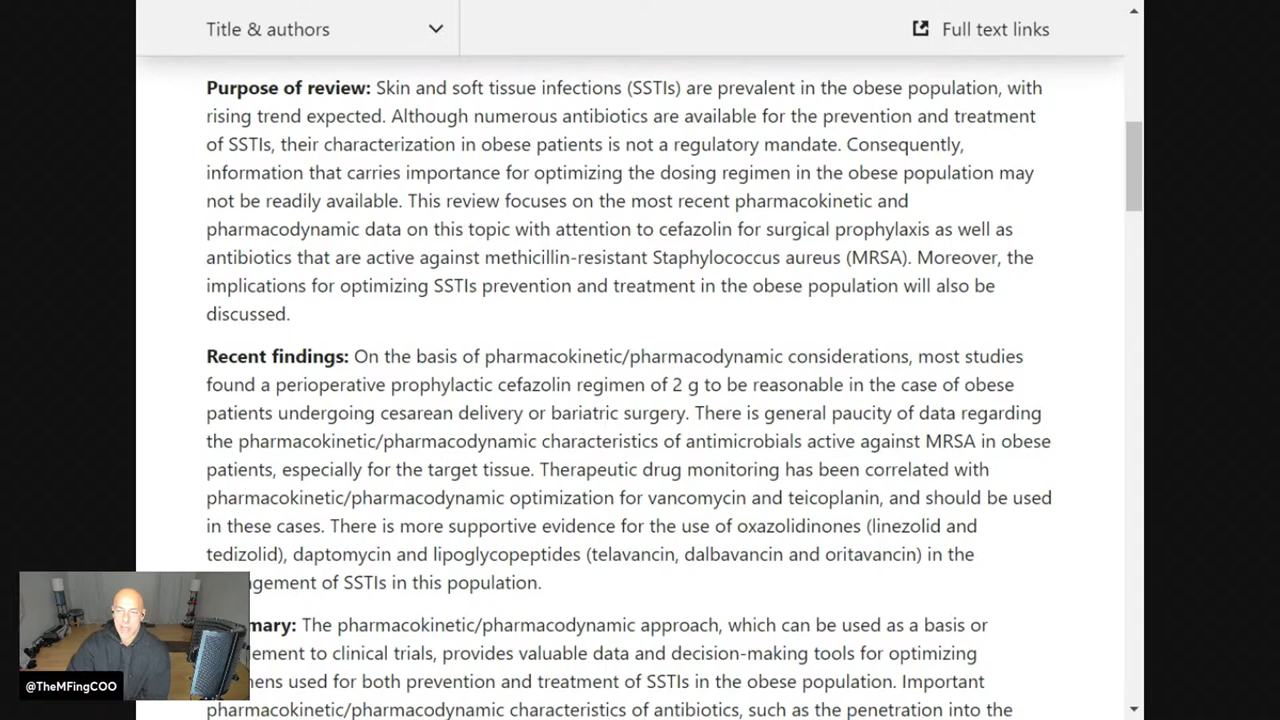 Title & authors
Full text links
Purpose of review: Skin and soft tissue infections (SSTIs) are prevalent in the obese population, with
rising trend expected. Although numerous antibiotics are available for the prevention and treatment
of SSTIs, their characterization in obese patients is not a regulatory mandate. Consequently,
information that carries importance for optimizing the dosing regimen in the obese population may
not be readily available. This review focuses on the most recent pharmacokinetic and
pharmacodynamic data on this topic with attention to cefazolin for surgical prophylaxis as well as
antibiotics that are active against methicillin-resistant Staphylococcus aureus (MRSA). Moreover, the
implications for optimizing SSTIs prevention and treatment in the obese population will also be
discussed.
Recent findings: On the basis of pharmacokinetic/pharmacodynamic considerations, most studies
found a perioperative prophylactic cefazolin regimen of 2 g to be reasonable in the case of obese
patients undergoing cesarean delivery or bariatric surgery. There is general paucity of data regarding
the pharmacokinetic/pharmacodynamic characteristics of antimicrobials active against MRSA in obese
patients, especially for the target tissue. Therapeutic drug monitoring has been correlated with
pharmacokinetic/pharmacodynamic optimization for vancomycin and teicoplanin, and should be used
in these cases. There is more supportive evidence for the use of oxazolidinones (linezolid and
tedizolid), daptomycin and lipoglycopeptides (telavancin, dalbavancin and oritavancin) in the
gement of SSTIs in this population.
mary: The pharmacokinetic/pharmacodynamic approach, which can be used as a basis or
ement to clinical trials, provides valuable data and decision-making tools for optimizing
ens used for both prevention and treatment of SSTIs in the obese population. Important
pharmacokinetic/pharmacodynamic characteristics of antibiotics, such as the penetration into the
@TheMFingCOO